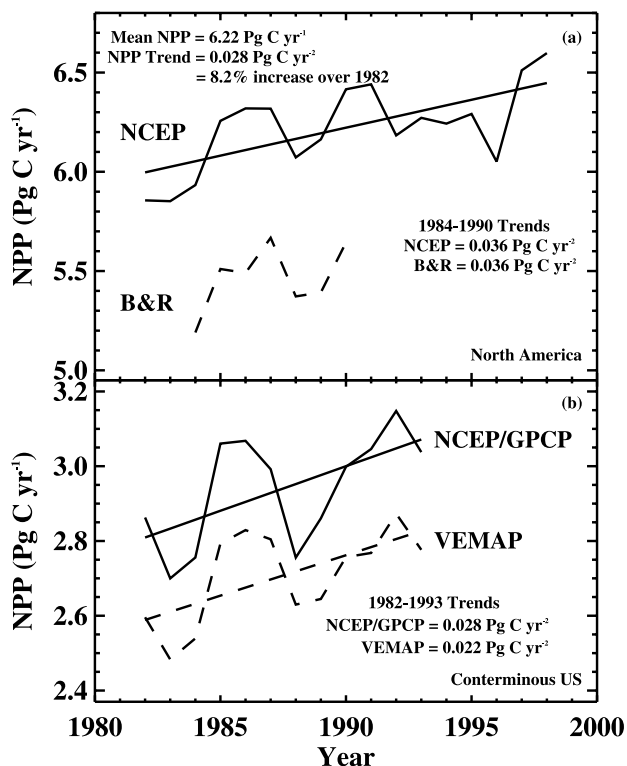 Mean NPP = 6.22 Pg C yr⁻¹
(a)
NPP Trend = 0.028 Pg C yr⁻²
= 8.2% increase over 1982
NCEP
1984-1990 Trends
NCEP = 0.036 Pg C yr⁻²
B&R = 0.036 Pg C yr⁻²
B&R
North America
6.5
6.0
5.5
5.0
NPP (Pg C yr⁻¹)
(b)
NCEP/GPCP
VEMAP
1982-1993 Trends
NCEP/GPCP = 0.028 Pg C yr⁻²
VEMAP = 0.022 Pg C yr⁻²
Conterminous US
3.2
3.0
2.8
2.6
2.4
NPP (Pg C yr⁻¹)
1980 1985 1990 1995 2000
Year